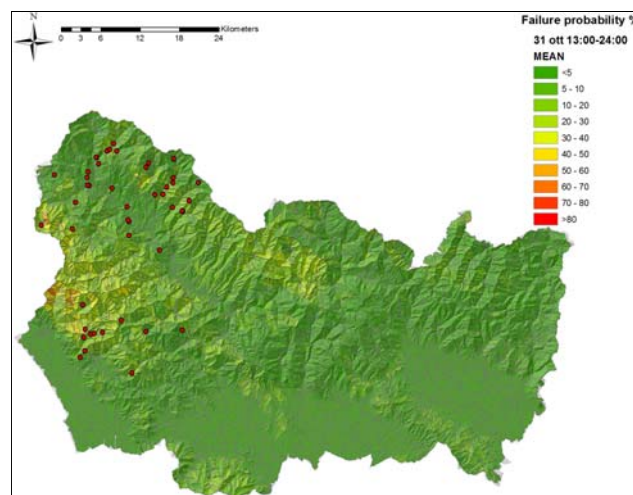 Failure probability %
31 ott 13:00-24:00
MEAN
<5
5 - 10
10 - 20
20 - 30
30 - 40
40 - 50
50 - 60
60 - 70
70 - 80
>80
N
Kilometers
0 3 6 12 18 24